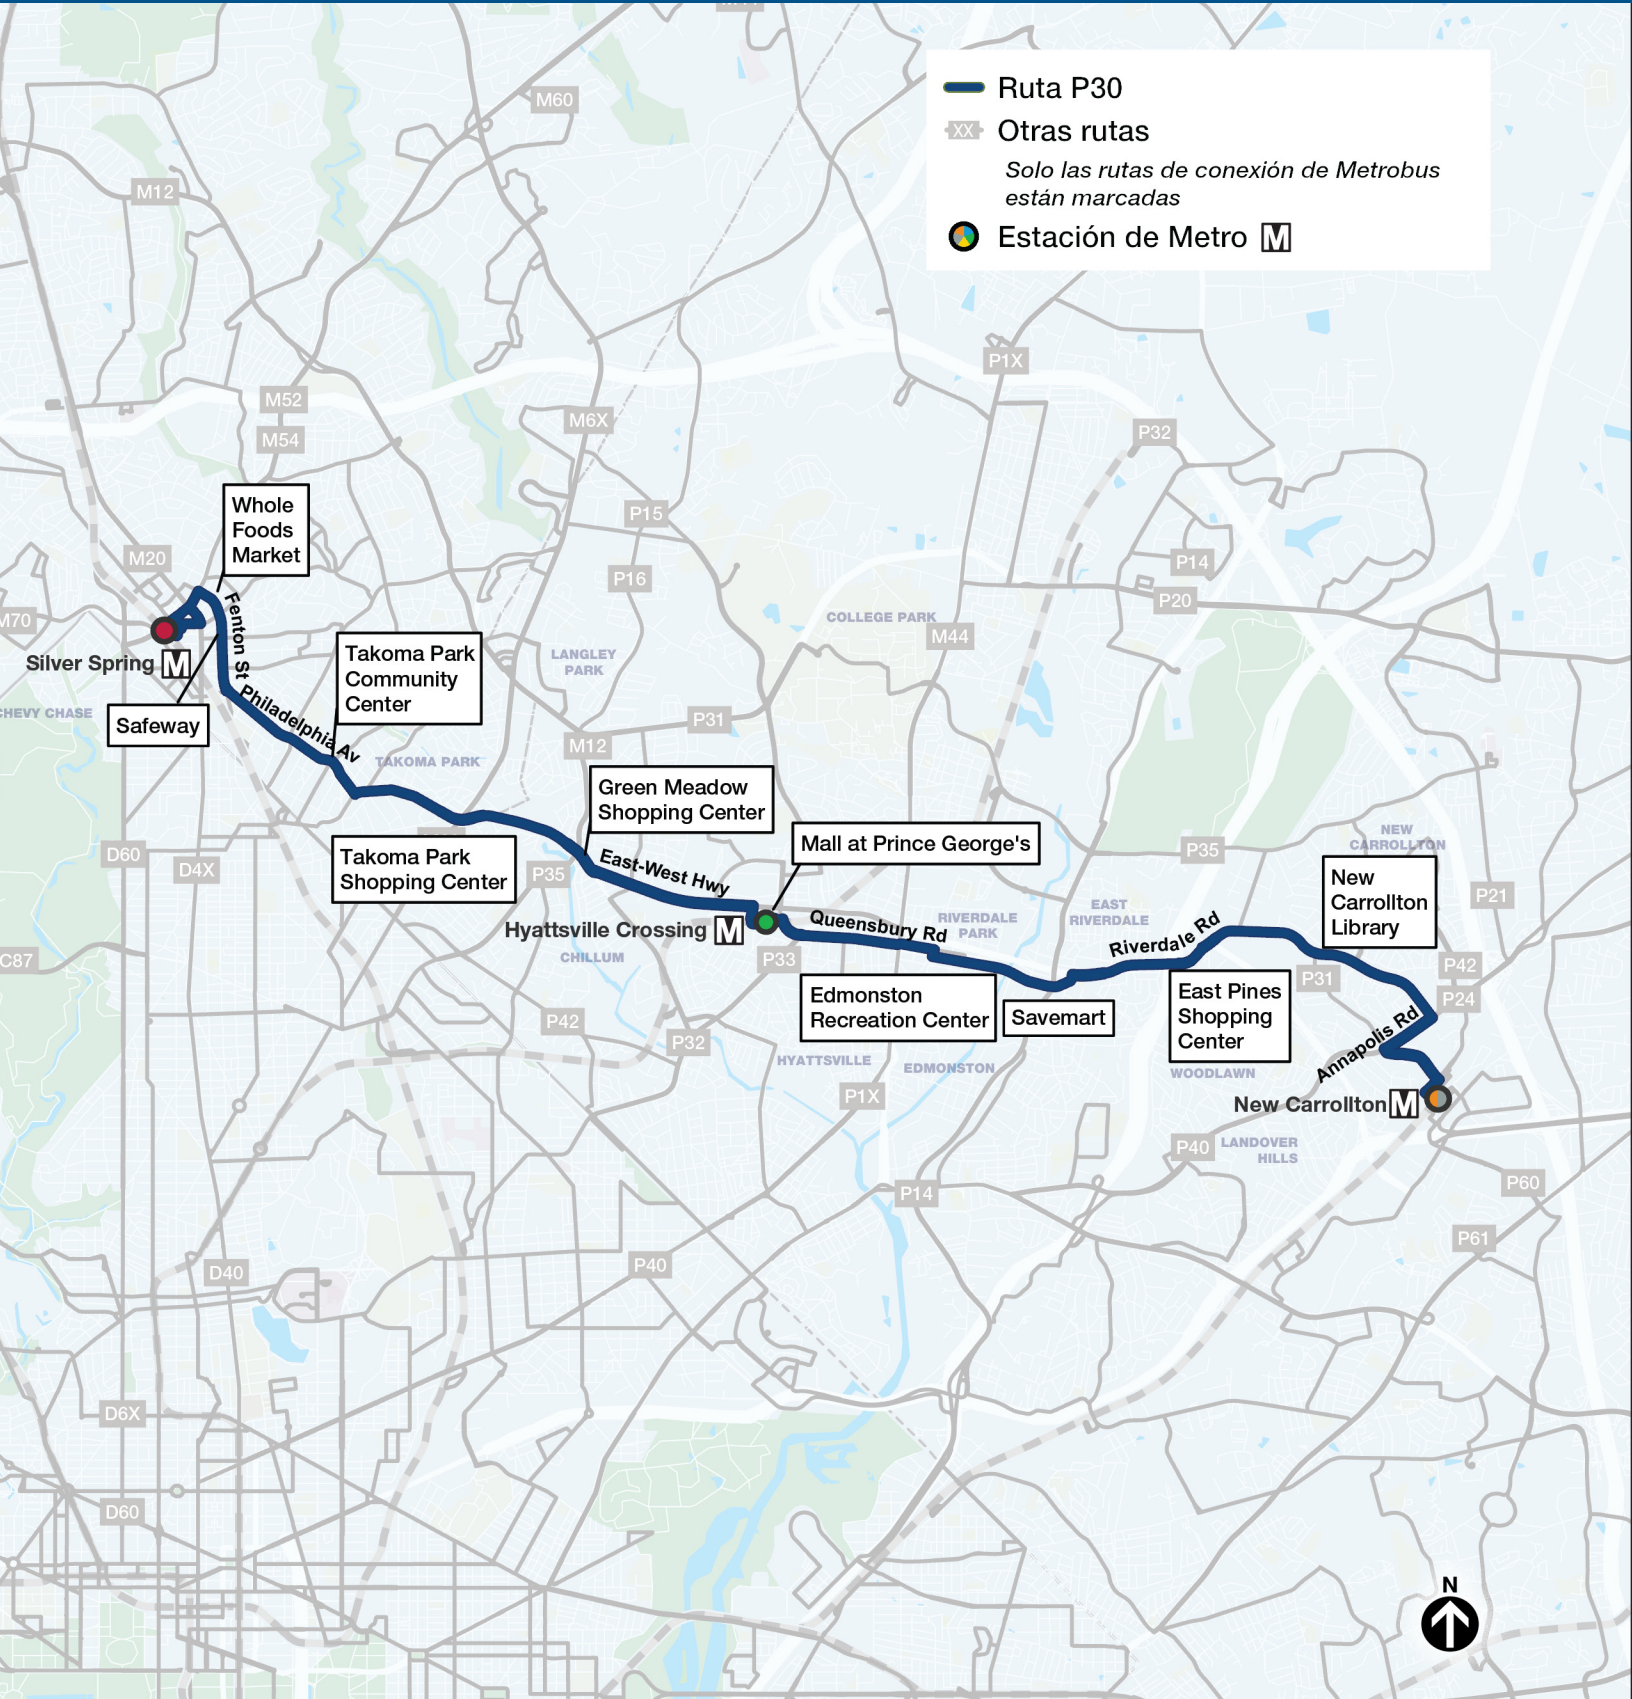 Ruta P30
XX Otras rutas
Solo las rutas de conexión de Metrobus
están marcadas
Estación de Metro M
M60
M12
P1X
M52
M6X
P32
M54
P15
Whole
Foods
Market
M20
P14
P16
P20
M70
Fenton St
COLLEGE PARK
M44
Silver Spring M
Takoma Park
Community
Center
LANGLEY
PARK
CHEVY CHASE
Safeway
Philadelphia Av
P31
M12
TAKOMA PARK
Green Meadow
Shopping Center
NEW
CARROLLTON
Mall at Prince George's
P35
D60
D4X
Takoma Park
Shopping Center
P35
East-West Hwy
New
Carrollton
Library
P21
EAST
RIVERDALE
Hyattsville Crossing M
Queensbury Rd
RIVERDALE
PARK
Riverdale Rd
C87
CHILLUM
P33
P31
P42
P24
Edmonston
Recreation Center
Savemart
East Pines
Shopping
Center
P42
P32
Annapolis Rd
HYATTSVILLE
EDMONSTON
WOODLAWN
P1X
New Carrollton M
P40
LANDOVER
HILLS
P14
P60
P61
D40
P40
D6X
D60
N